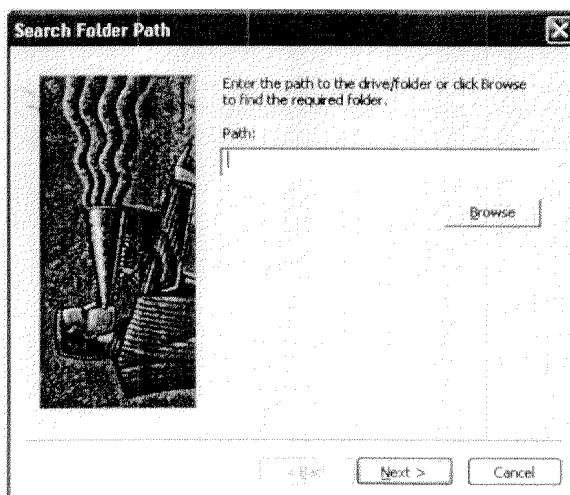 Search Folder Path
Enter the path to the drive/folder or click Browse
to find the required folder.
Path:
Browse
< Back
Next >
Cancel